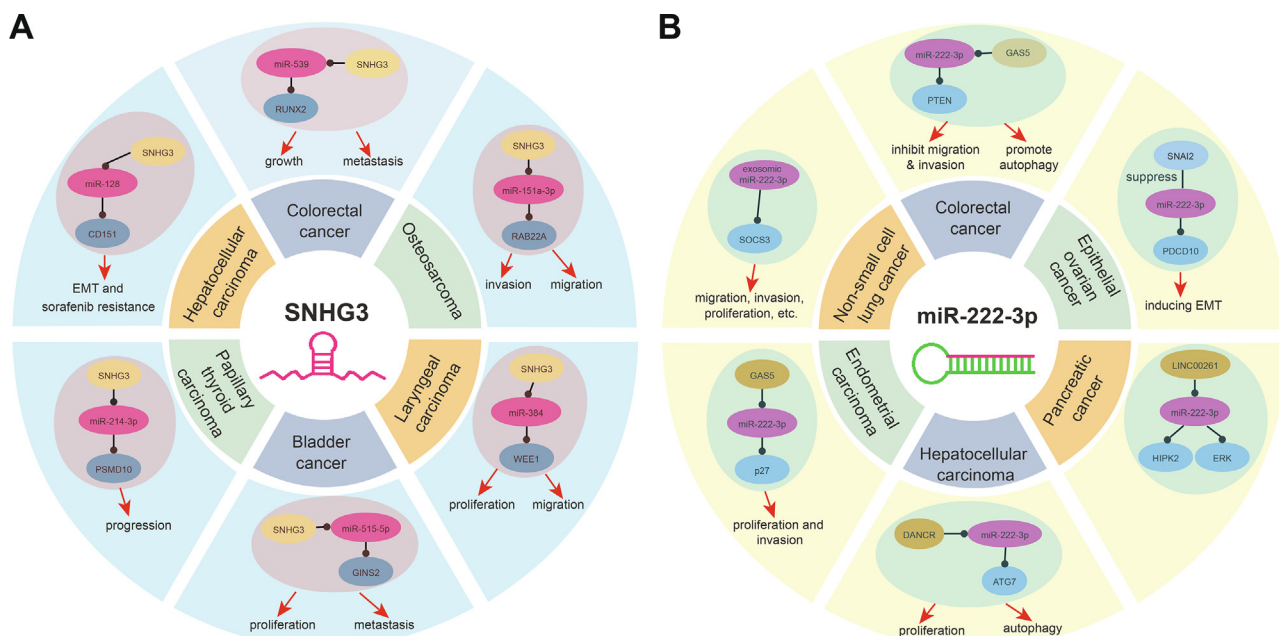 A
miR-539
SNHG3
RUNX2
growth
metastasis
SNHG3
miR-128
CD151
EMT and
sorafenib resistance
SNHG3
miR-151a-3p
RAB22A
invasion
migration
Colorectal
cancer
Hepatocellular
carcinoma
Osteosarcoma
SNHG3
Papillary
thyroid
carcinoma
Laryngeal
carcinoma
Bladder
cancer
SNHG3
miR-214-3p
PSMD10
progression
SNHG3
miR-384
WEE1
proliferation
migration
SNHG3
miR-515-5p
GINS2
proliferation
metastasis
B
miR-222-3p
GAS5
PTEN
inhibit migration
& invasion
promote
autophagy
exosomic
miR-222-3p
SOCS3
migration, invasion,
proliferation, etc.
SNAI2
suppress
miR-222-3p
PDCD10
inducing EMT
Colorectal
cancer
Non-small cell
lung cancer
Epithelial
ovarian
cancer
miR-222-3p
Endometrial
carcinoma
Pancreatic
cancer
Hepatocellular
carcinoma
GAS5
miR-222-3p
p27
proliferation and
invasion
LINC00261
miR-222-3p
HIPK2
ERK
DANCR
miR-222-3p
ATG7
proliferation
autophagy